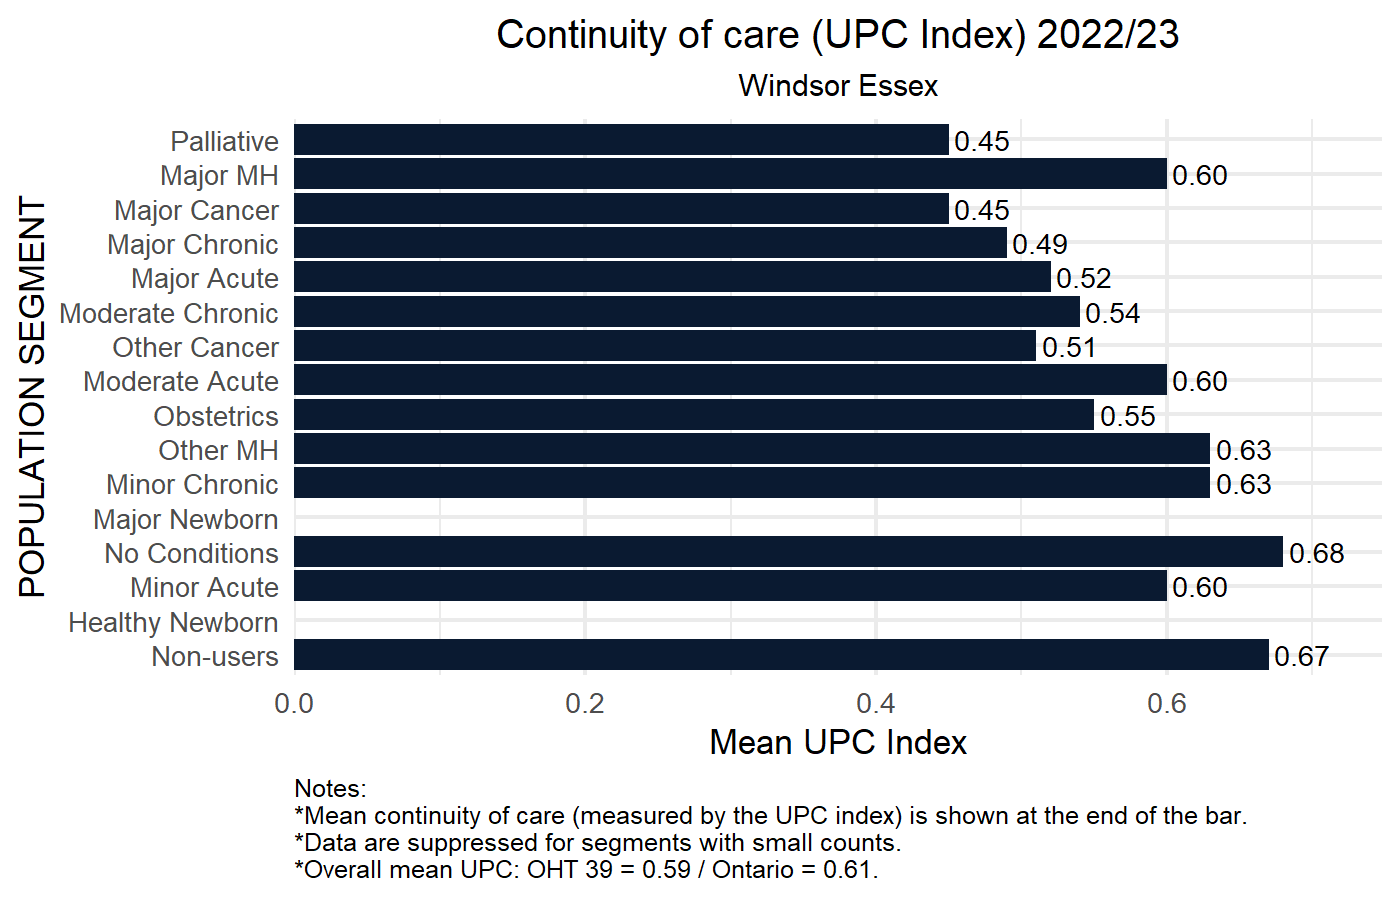 Continuity of care (UPC Index) 2022/23
Windsor Essex
POPULATION SEGMENT
Palliative 0.45
Major MH 0.60
Major Cancer 0.45
Major Chronic 0.49
Major Acute 0.52
Moderate Chronic 0.54
Other Cancer 0.51
Moderate Acute 0.60
Obstetrics 0.55
Other MH 0.63
Minor Chronic 0.63
Major Newborn
No Conditions 0.68
Minor Acute 0.60
Healthy Newborn
Non-users 0.67
0.0 0.2 0.4 0.6
Mean UPC Index
Notes:
*Mean continuity of care (measured by the UPC index) is shown at the end of the bar.
*Data are suppressed for segments with small counts.
*Overall mean UPC: OHT 39 = 0.59 / Ontario = 0.61.